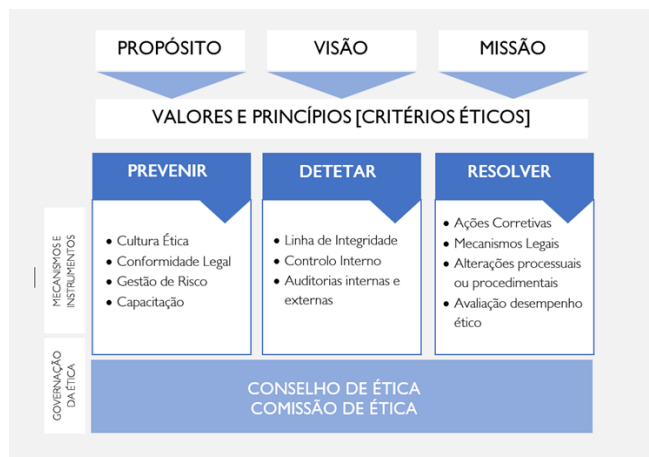 PROPÓSITO
VISÃO
MISSÃO
VALORES E PRINCÍPIOS [CRITÉRIOS ÉTICOS]
PREVENIR
DETETAR
RESOLVER
MECANISMOS E
INSTRUMENTOS
• Cultura Ética
• Conformidade Legal
• Gestão de Risco
• Capacitação
• Linha de Integridade
• Controlo Interno
• Auditorias internas e
externas
• Ações Corretivas
• Mecanismos Legais
• Alterações processuais
ou procedimentais
• Avaliação desempenho
ético
GOVERNAÇÃO
DA ÉTICA
CONSELHO DE ÉTICA
COMISSÃO DE ÉTICA